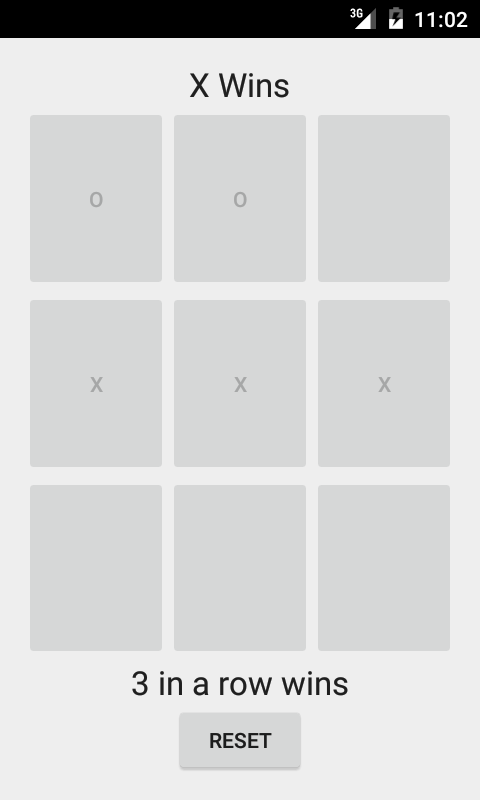 3G 11:02
X Wins
O O
X X X
3 in a row wins
RESET